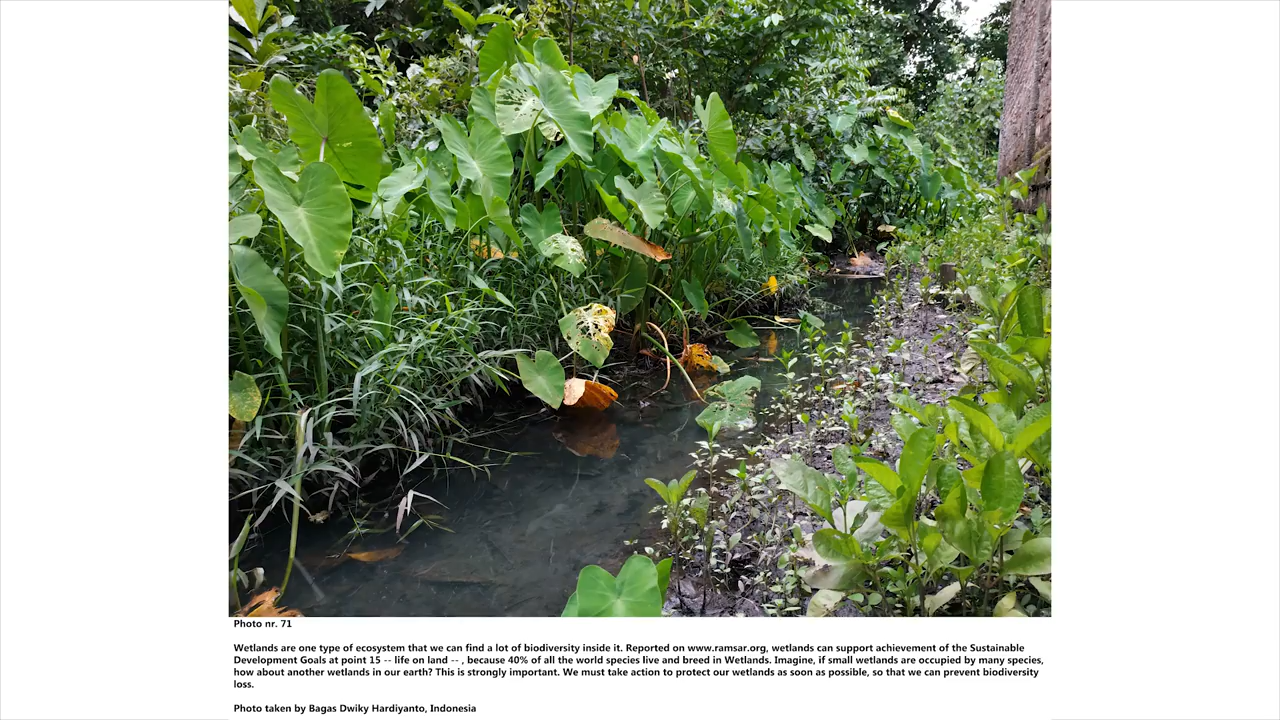 Photo nr. 71
Wetlands are one type of ecosystem that we can find a lot of biodiversity inside it. Reported on www.ramsar.org, wetlands can support achievement of the Sustainable
Development Goals at point 15 -- life on land -- , because 40% of all the world species live and breed in Wetlands. Imagine, if small wetlands are occupied by many species,
how about another wetlands in our earth? This is strongly important. We must take action to protect our wetlands as soon as possible, so that we can prevent biodiversity
loss.
Photo taken by Bagas Dwiky Hardiyanto, Indonesia